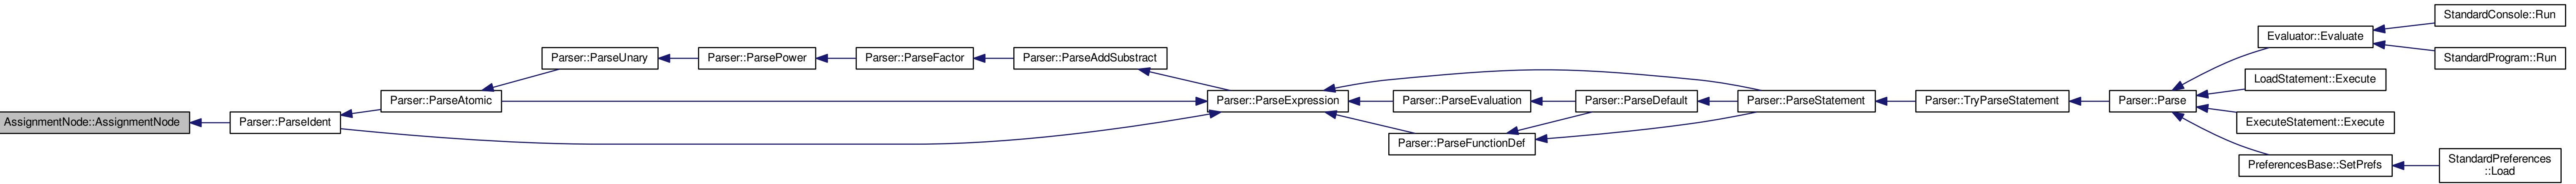 AssignmentNode::AssignmentNode
Parser::ParseIdent
Parser::ParseAtomic
Parser::ParseUnary
Parser::ParsePower
Parser::ParseFactor
Parser::ParseAddSubstract
Parser::ParseExpression
Parser::ParseEvaluation
Parser::ParseFunctionDef
Parser::ParseDefault
Parser::ParseStatement
Parser::TryParseStatement
Parser::Parse
Evaluator::Evaluate
StandardConsole::Run
StandardProgram::Run
LoadStatement::Execute
ExecuteStatement::Execute
PreferencesBase::SetPrefs
StandardPreferences
::Load